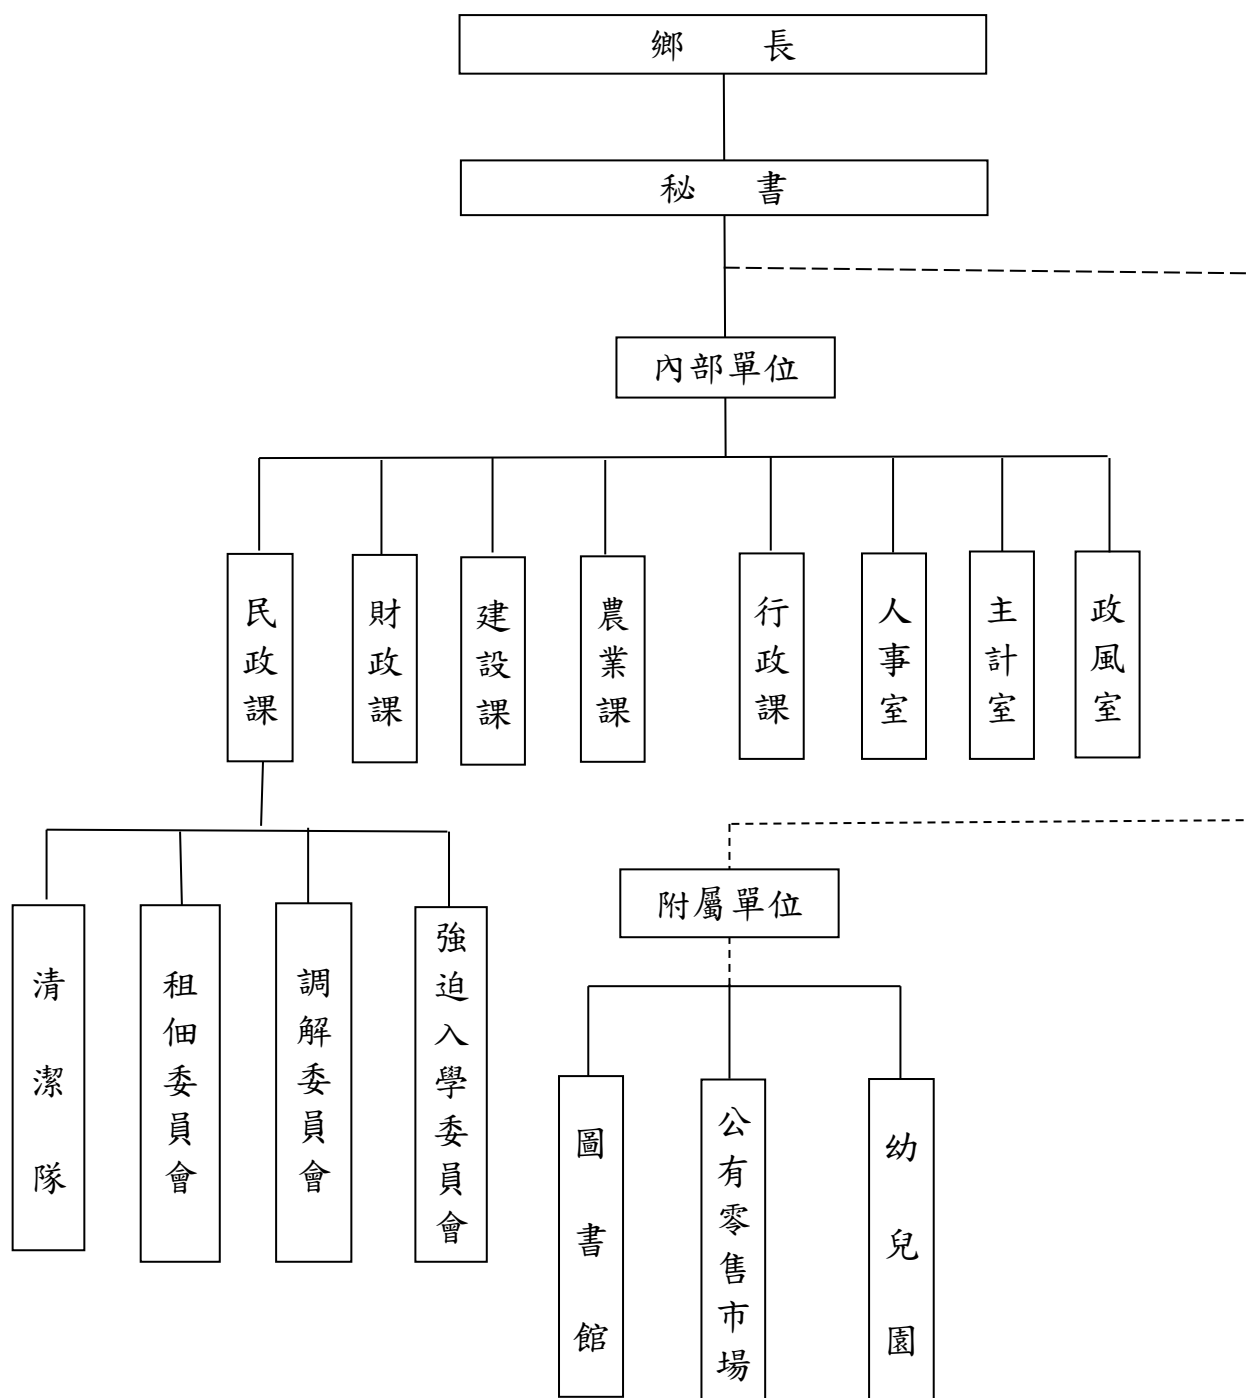 鄉長
秘書
內部單位
民政課
財政課
建設課
農業課
行政課
人事室
主計室
政風室
附屬單位
清潔隊
租佃委員會
調解委員會
強迫入學委員會
圖書館
公有零售市場
幼兒園